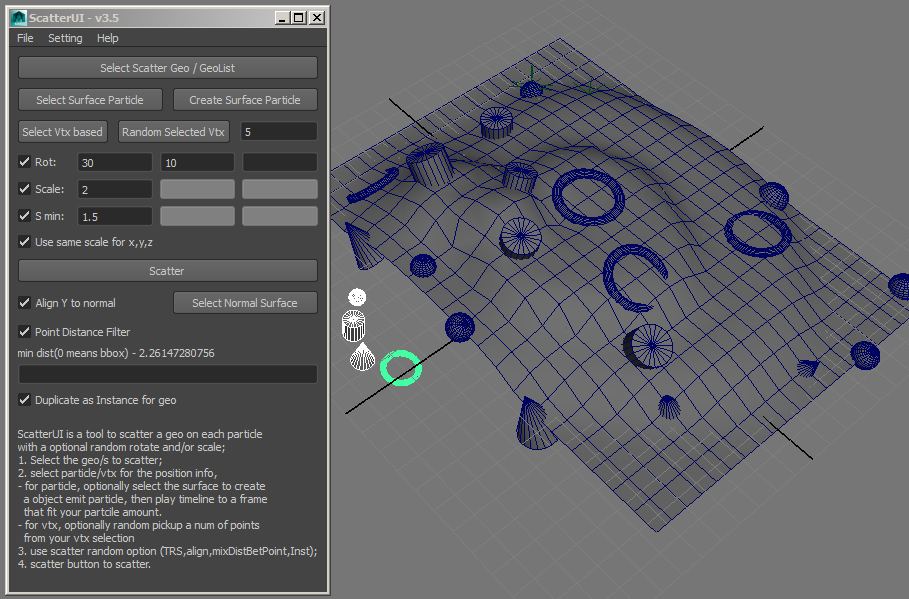 ScatterUI - v3.5
File Setting Help
Select Scatter Geo / GeoList
Select Surface Particle Create Surface Particle
Select Vtx based Random Selected Vtx 5
Rot: 30 10
Scale: 2
S min: 1.5
Use same scale for x,y,z
Scatter
Align Y to normal Select Normal Surface
Point Distance Filter
min dist(0 means bbox) - 2.26147280756
Duplicate as Instance for geo
ScatterUI is a tool to scatter a geo on each particle
with a optional random rotate and/or scale;
1. Select the geo/s to scatter;
2. select particle/vtx for the position info,
- for particle, optionally select the surface to create
a object emit particle, then play timeline to a frame
that fit your partcile amount.
- for vtx, optionally random pickup a num of points
from your vtx selection
3. use scatter random option (TRS,align,mixDistBetPoint,Inst);
4. scatter button to scatter.